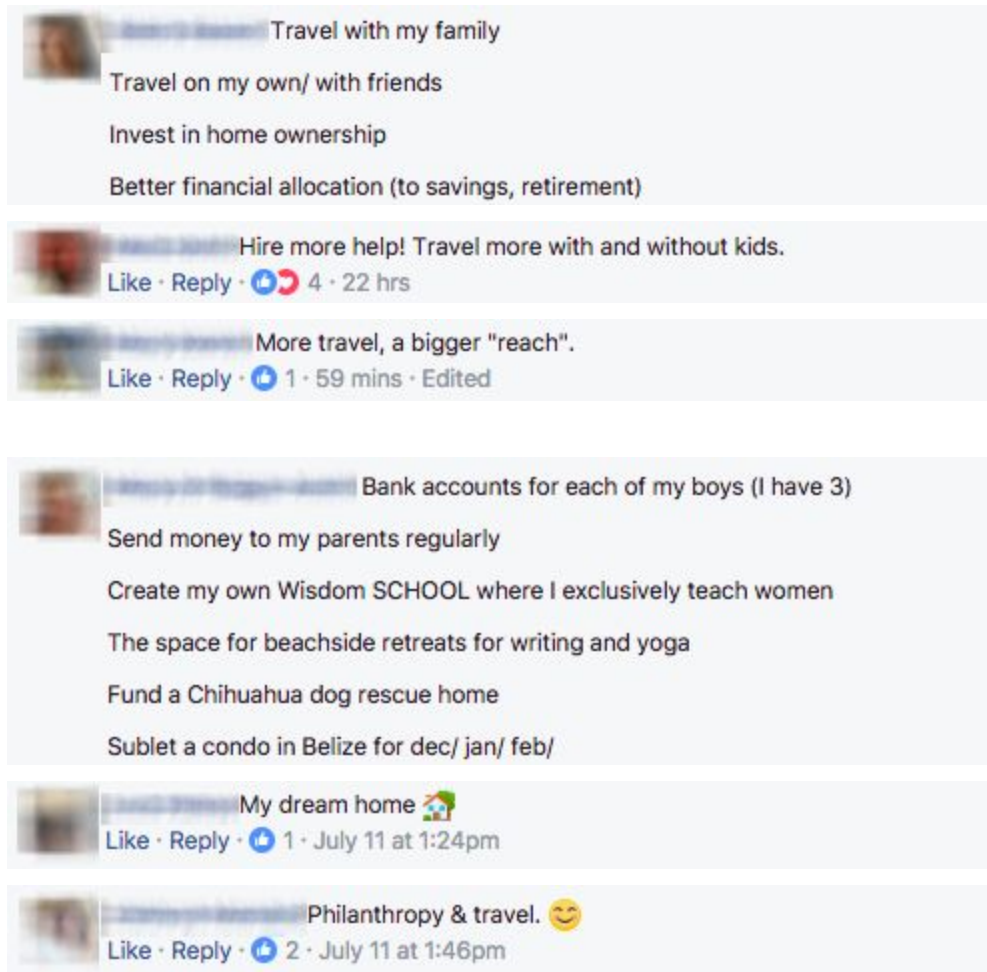 Travel with my family
Travel on my own/ with friends
Invest in home ownership
Better financial allocation (to savings, retirement)
Hire more help! Travel more with and without kids.
Like · Reply · 4 · 22 hrs
More travel, a bigger "reach".
Like · Reply · 1 · 59 mins · Edited
Bank accounts for each of my boys (I have 3)
Send money to my parents regularly
Create my own Wisdom SCHOOL where I exclusively teach women
The space for beachside retreats for writing and yoga
Fund a Chihuahua dog rescue home
Sublet a condo in Belize for dec/ jan/ feb/
My dream home 🏡
Like · Reply · 1 · July 11 at 1:24pm
Philanthropy & travel. 😊
Like · Reply · 2 · July 11 at 1:46pm